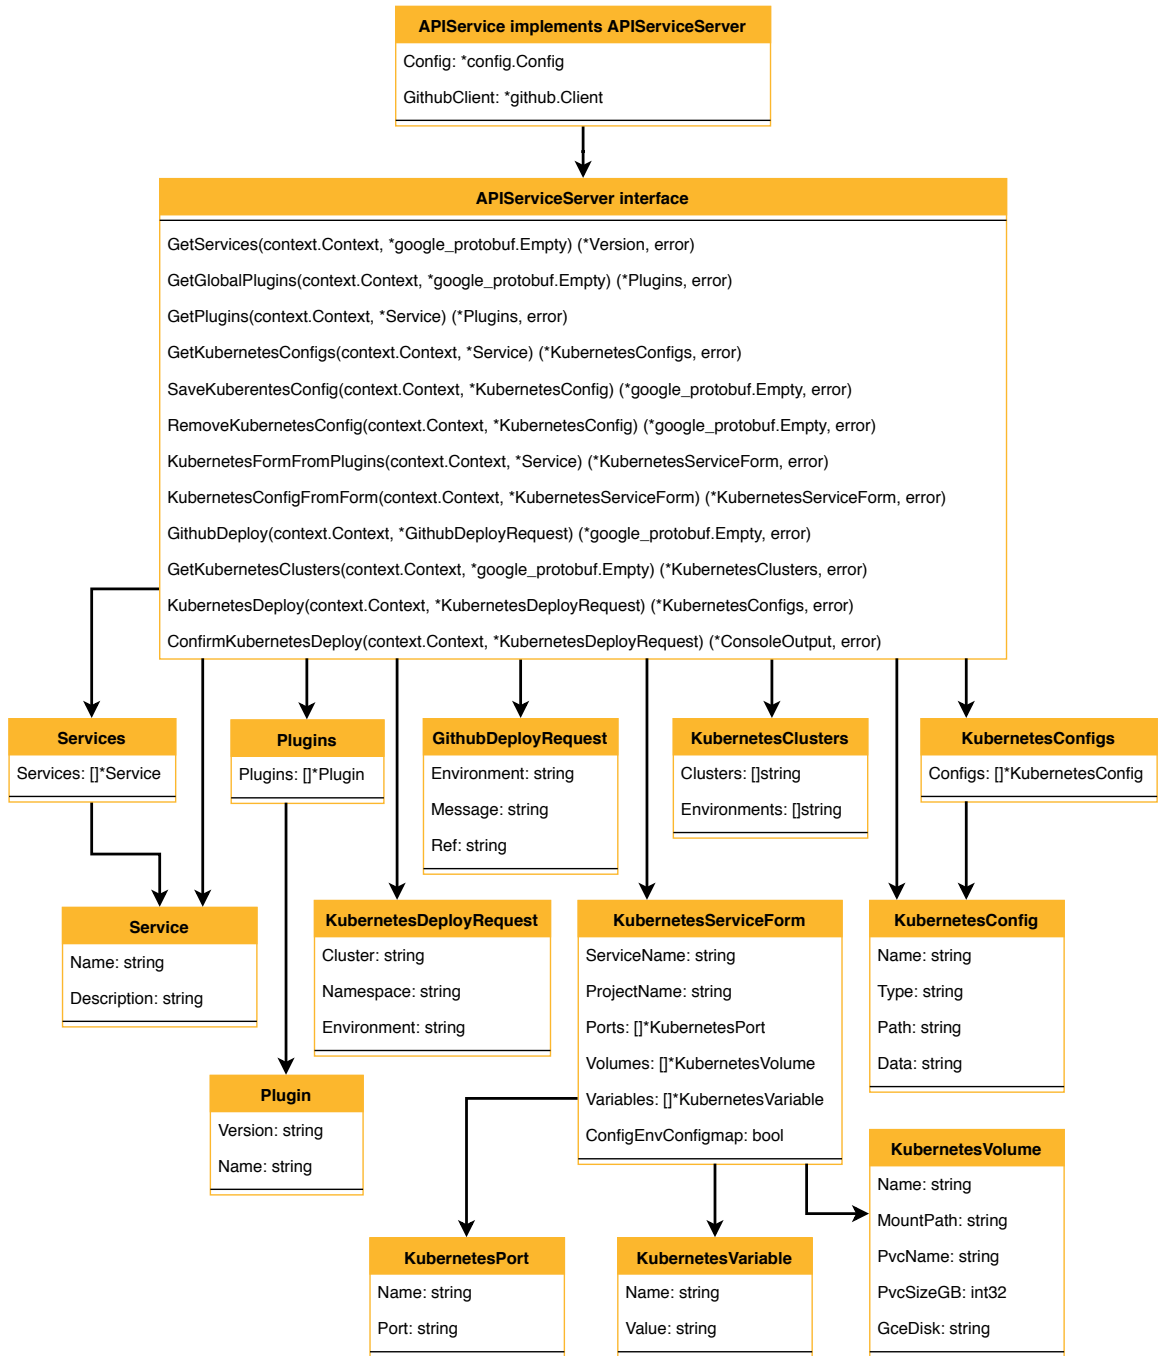 APIService implements APIServiceServer
Config: *config.Config
GithubClient: *github.Client
APIServiceServer interface
GetServices(context.Context, *google_protobuf.Empty) (*Version, error)
GetGlobalPlugins(context.Context, *google_protobuf.Empty) (*Plugins, error)
GetPlugins(context.Context, *Service) (*Plugins, error)
GetKubernetesConfigs(context.Context, *Service) (*KubernetesConfigs, error)
SaveKuberentesConfig(context.Context, *KubernetesConfig) (*google_protobuf.Empty, error)
RemoveKubernetesConfig(context.Context, *KubernetesConfig) (*google_protobuf.Empty, error)
KubernetesFormFromPlugins(context.Context, *Service) (*KubernetesServiceForm, error)
KubernetesConfigFromForm(context.Context, *KubernetesServiceForm) (*KubernetesServiceForm, error)
GithubDeploy(context.Context, *GithubDeployRequest) (*google_protobuf.Empty, error)
GetKubernetesClusters(context.Context, *google_protobuf.Empty) (*KubernetesClusters, error)
KubernetesDeploy(context.Context, *KubernetesDeployRequest) (*KubernetesConfigs, error)
ConfirmKubernetesDeploy(context.Context, *KubernetesDeployRequest) (*ConsoleOutput, error)
Services
Services: []*Service
Plugins
Plugins: []*Plugin
GithubDeployRequest
Environment: string
Message: string
Ref: string
KubernetesClusters
Clusters: []string
Environments: []string
KubernetesConfigs
Configs: []*KubernetesConfig
Service
Name: string
Description: string
KubernetesDeployRequest
Cluster: string
Namespace: string
Environment: string
KubernetesServiceForm
ServiceName: string
ProjectName: string
Ports: []*KubernetesPort
Volumes: []*KubernetesVolume
Variables: []*KubernetesVariable
ConfigEnvConfigmap: bool
KubernetesConfig
Name: string
Type: string
Path: string
Data: string
Plugin
Version: string
Name: string
KubernetesVolume
Name: string
MountPath: string
PvcName: string
PvcSizeGB: int32
GceDisk: string
KubernetesPort
Name: string
Port: string
KubernetesVariable
Name: string
Value: string